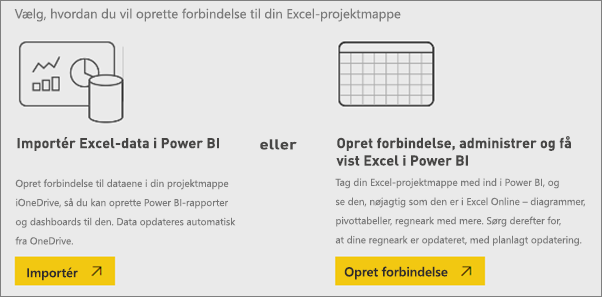 Vælg, hvordan du vil oprette forbindelse til din Excel-projektmappe
Importér Excel-data i Power BI
Opret forbindelse til dataene i din projektmappe
iOneDrive, så du kan oprette Power BI-rapporter
og dashboards til den. Data opdateres automatisk
fra OneDrive.
Importér
eller
Opret forbindelse, administrer og få
vist Excel i Power BI
Tag din Excel-projektmappe med ind i Power BI, og
se den, nøjagtig som den er i Excel Online – diagrammer,
pivottabeller, regneark med mere. Sørg derefter for,
at dine regneark er opdateret, med planlagt opdatering.
Opret forbindelse